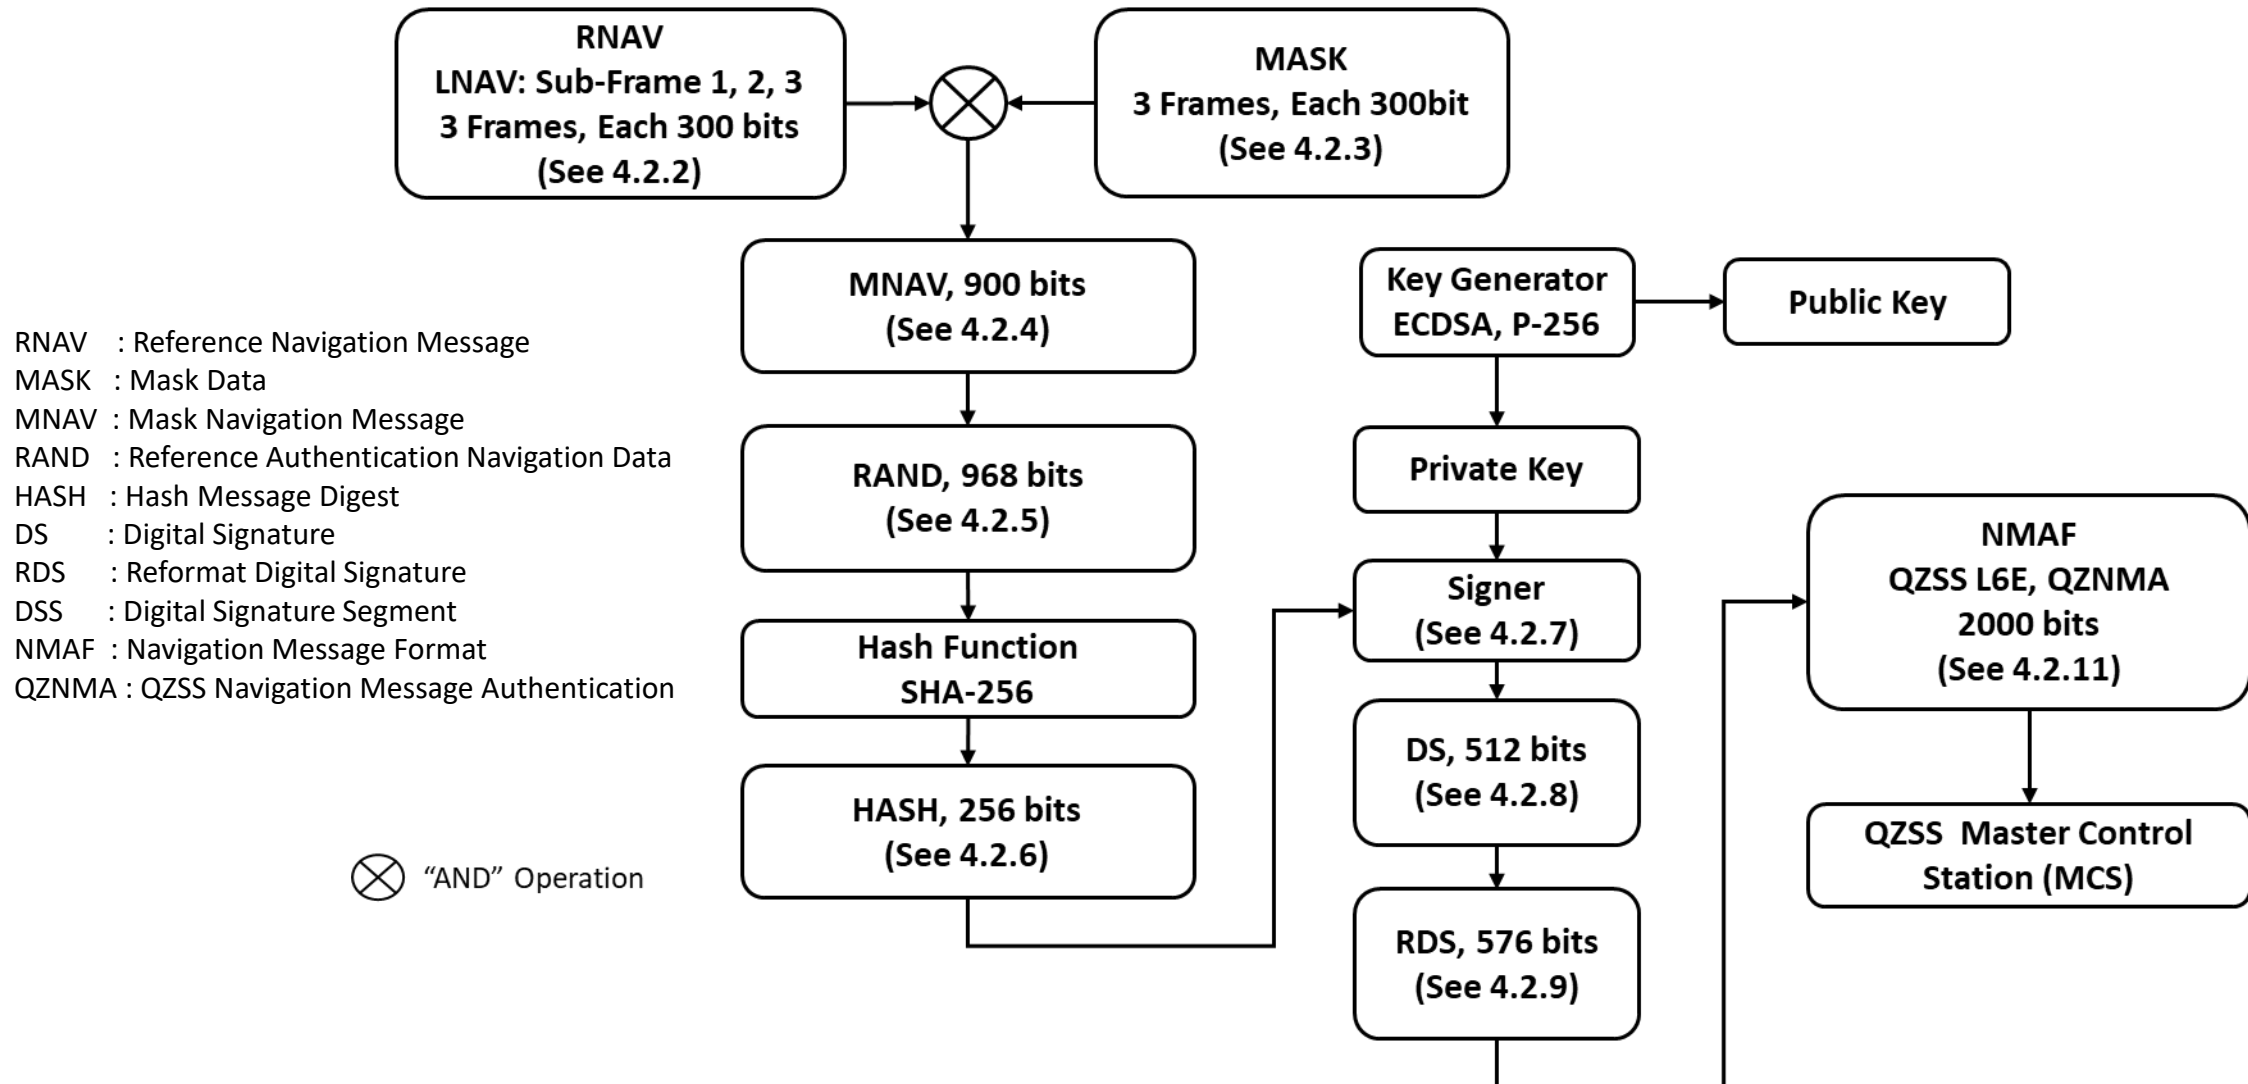 RNAV
LNAV: Sub-Frame 1, 2, 3
3 Frames, Each 300 bits
(See 4.2.2)
MASK
3 Frames, Each 300bit
(See 4.2.3)
MNAV, 900 bits
(See 4.2.4)
Key Generator
ECDSA, P-256
Public Key
RNAV : Reference Navigation Message
MASK : Mask Data
MNAV : Mask Navigation Message
RAND : Reference Authentication Navigation Data
HASH : Hash Message Digest
DS : Digital Signature
RDS : Reformat Digital Signature
DSS : Digital Signature Segment
NMAF : Navigation Message Format
QZNMA : QZSS Navigation Message Authentication
RAND, 968 bits
(See 4.2.5)
Private Key
Hash Function
SHA-256
Signer
(See 4.2.7)
NMAF
QZSS L6E, QZNMA
2000 bits
(See 4.2.11)
HASH, 256 bits
(See 4.2.6)
DS, 512 bits
(See 4.2.8)
QZSS Master Control
Station (MCS)
"AND" Operation
RDS, 576 bits
(See 4.2.9)